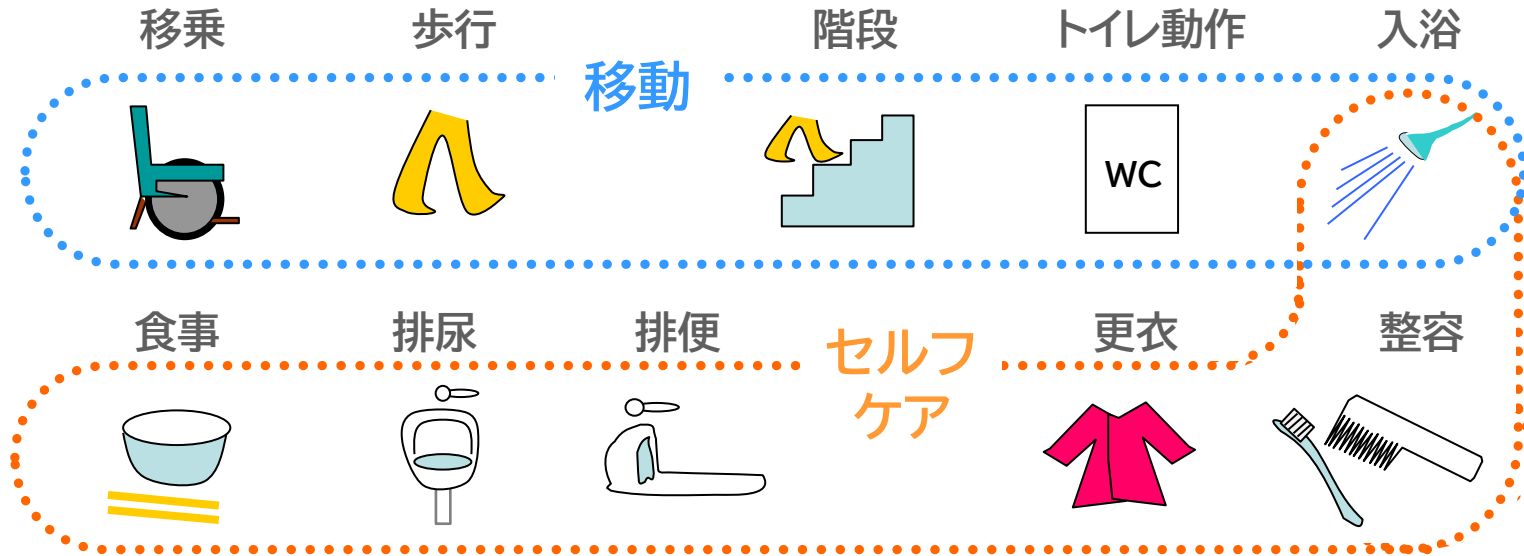 移乗
歩行
階段
トイレ動作
入浴
移動
WC
食事
排尿
排便
セルフ
ケア
更衣
整容